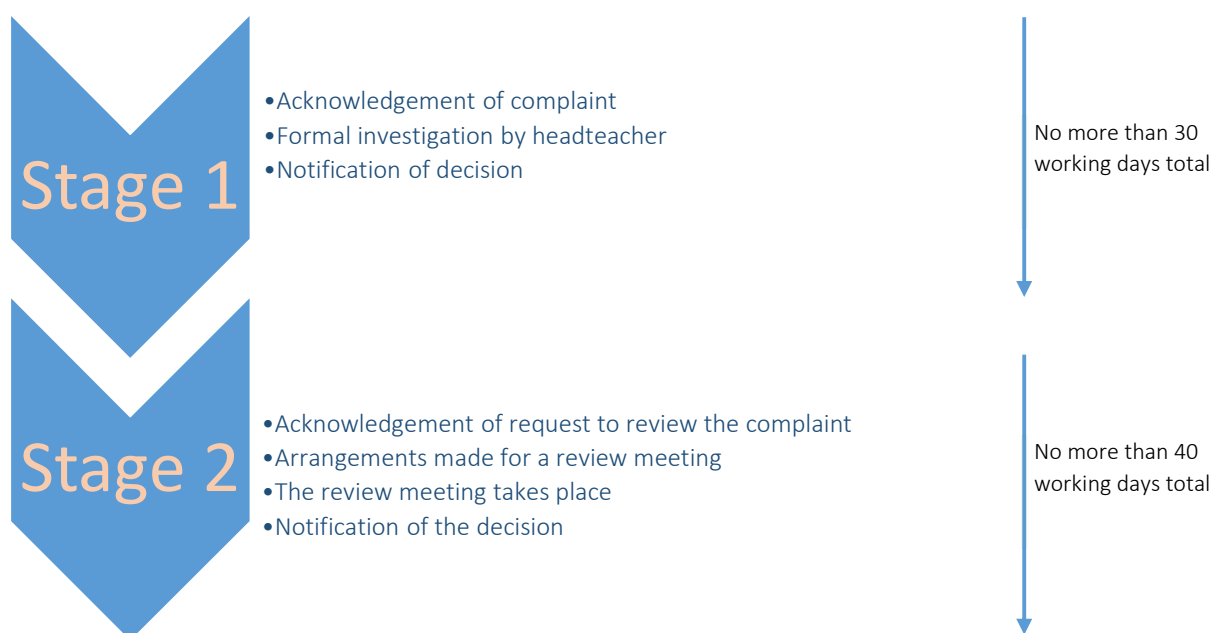 Stage 1
•Acknowledgement of complaint
•Formal investigation by headteacher
•Notification of decision
No more than 30
working days total
Stage 2
•Acknowledgement of request to review the complaint
•Arrangements made for a review meeting
•The review meeting takes place
•Notification of the decision
No more than 40
working days total